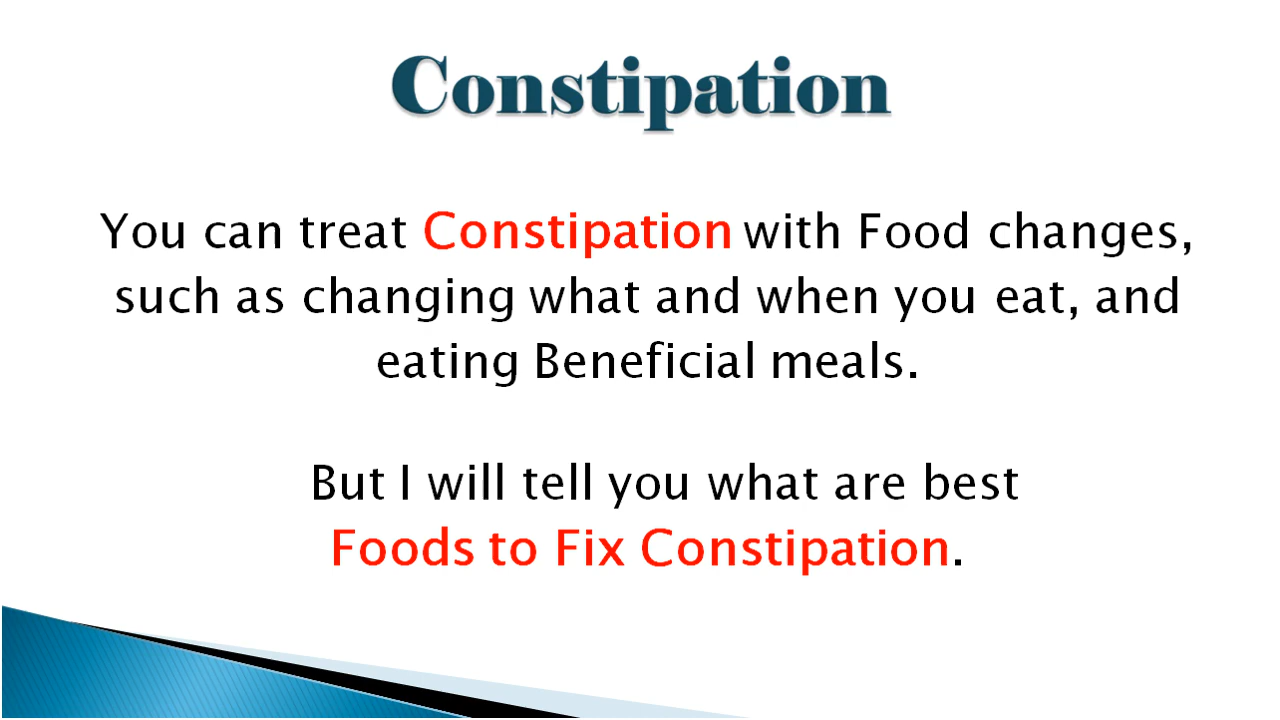 Constipation
You can treat Constipation with Food changes,
such as changing what and when you eat, and
eating Beneficial meals.
But I will tell you what are best
Foods to Fix Constipation.